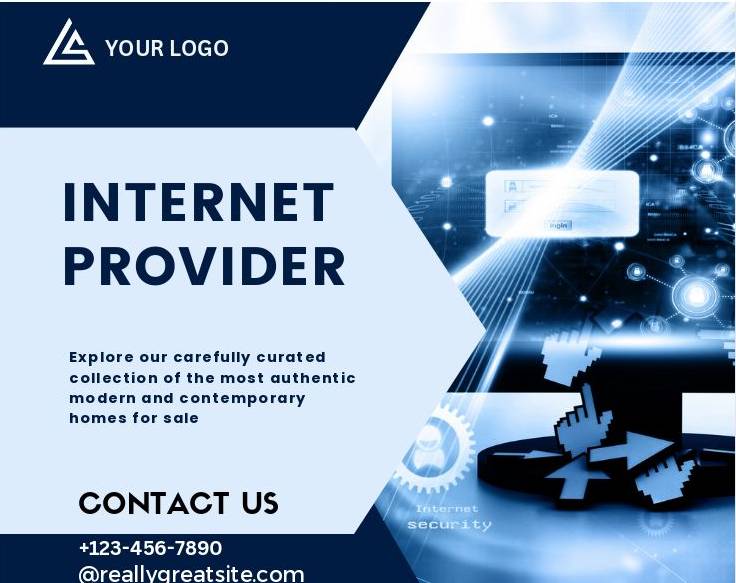 YOUR LOGO
INTERNET
PROVIDER
Explore our carefully curated
collection of the most authentic
modern and contemporary
homes for sale
CONTACT US
+123-456-7890
@reallygreatsite.com
login
Internet
security